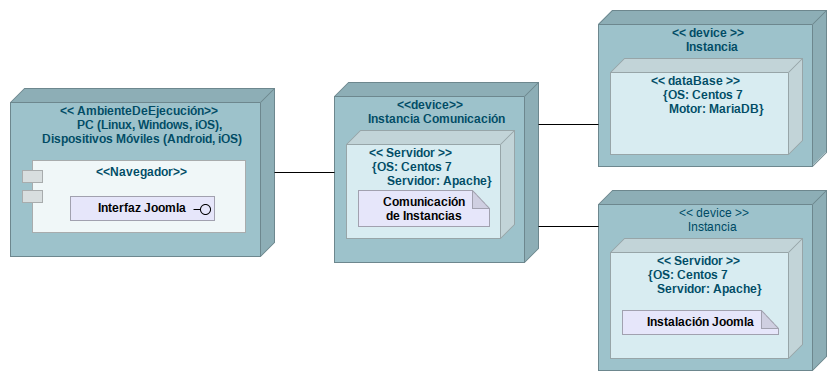 << AmbienteDeEjecución>>
PC (Linux, Windows, iOS),
Dispositivos Móviles (Android, iOS)
<<Navegador>>
Interfaz Joomla
<<device>>
Instancia Comunicación
<< Servidor >>
{OS: Centos 7
Servidor: Apache}
Comunicación
de Instancias
<< device >>
Instancia
<< dataBase >>
{OS: Centos 7
Motor: MariaDB}
<< device >>
Instancia
<< Servidor >>
{OS: Centos 7
Servidor: Apache}
Instalación Joomla